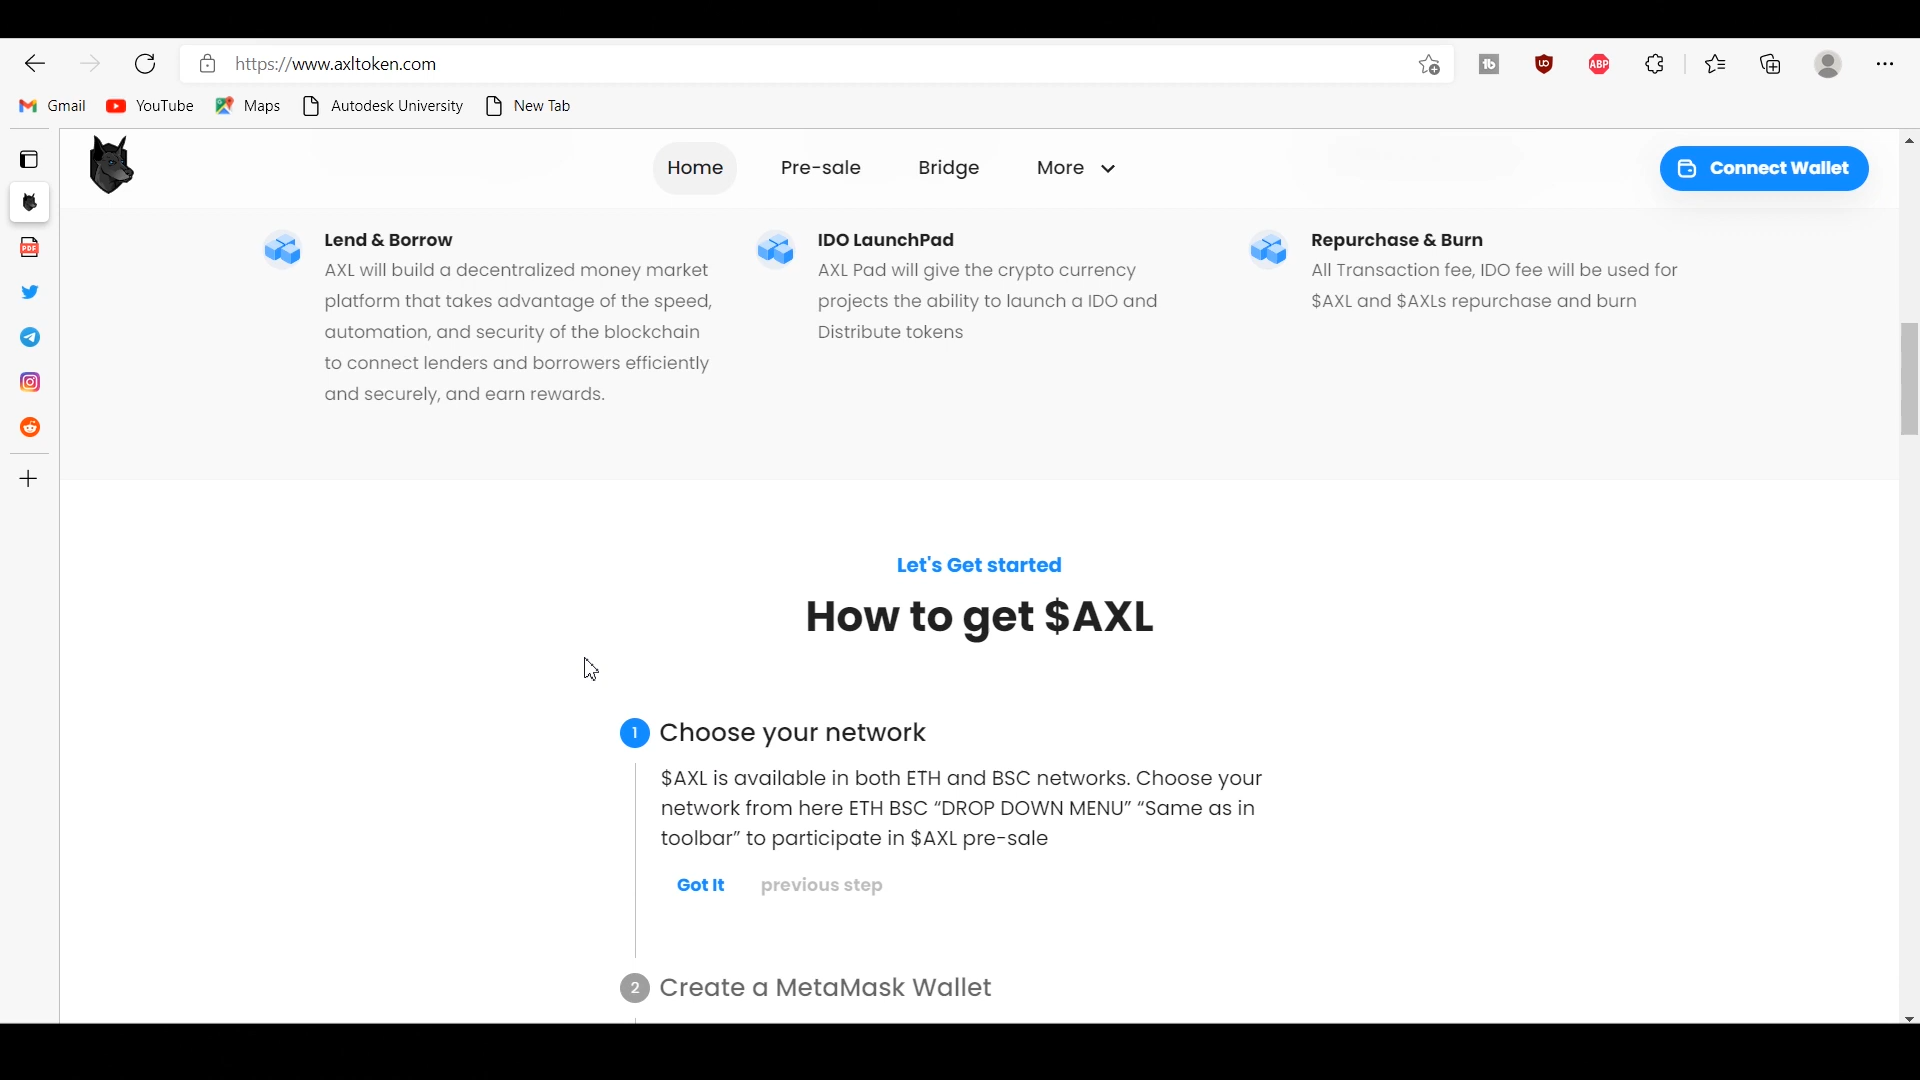 https://www.axltoken.com
Gmail YouTube Maps Autodesk University New Tab
Home Pre-sale Bridge More Connect Wallet
Lend & Borrow
AXL will build a decentralized money market
platform that takes advantage of the speed,
automation, and security of the blockchain
to connect lenders and borrowers efficiently
and securely, and earn rewards.
IDO LaunchPad
AXL Pad will give the crypto currency
projects the ability to launch a IDO and
Distribute tokens
Repurchase & Burn
All Transaction fee, IDO fee will be used for
$AXL and $AXLs repurchase and burn
Let's Get started
How to get $AXL
1 Choose your network
$AXL is available in both ETH and BSC networks. Choose your
network from here ETH BSC “DROP DOWN MENU” “Same as in
toolbar” to participate in $AXL pre-sale
Got It previous step
2 Create a MetaMask Wallet
ABP
PDF